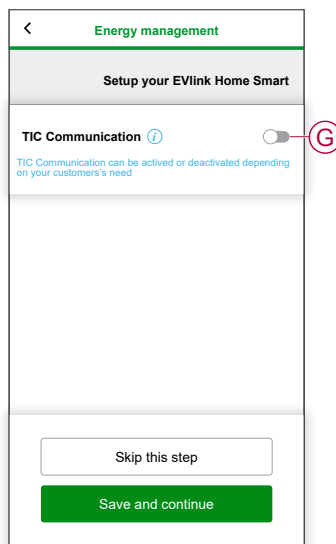 Energy management
Setup your EVlink Home Smart
TIC Communication i
G
TIC Communication can be actived or deactivated depending
on your customers's need
Skip this step
Save and continue